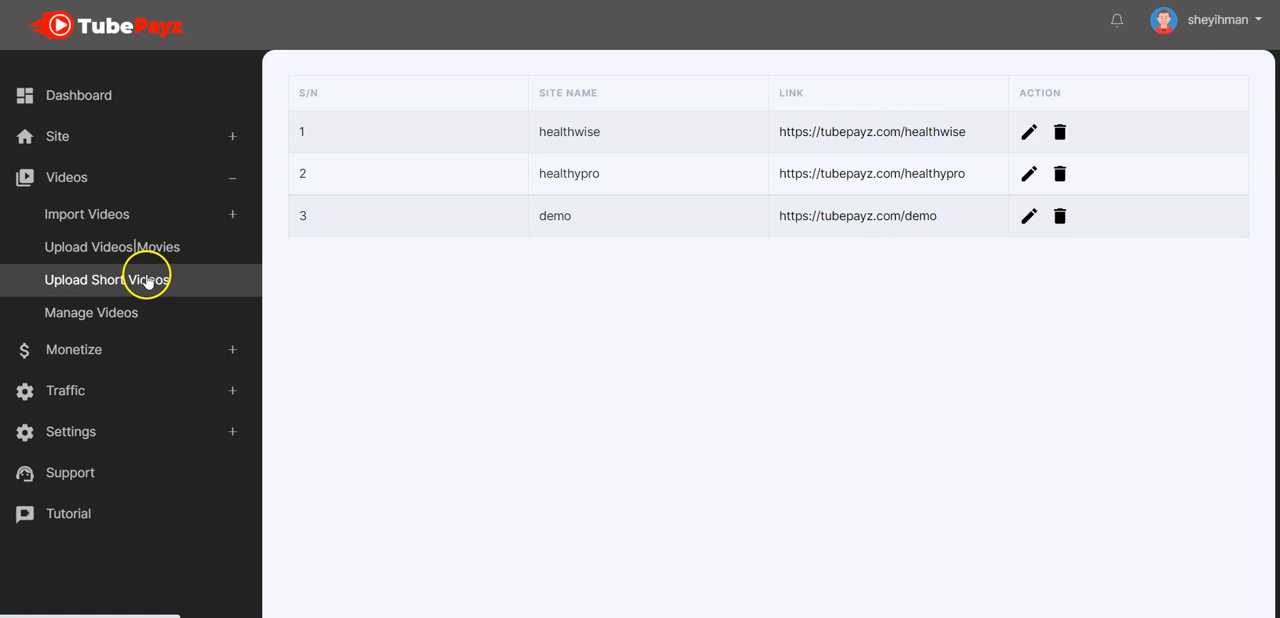 TubePayz
sheyihman
Dashboard
Site +
Videos –
Import Videos +
Upload Videos|Movies
Upload Short Videos
Manage Videos
$ Monetize +
Traffic +
Settings +
Support
Tutorial
S/N SITE NAME LINK ACTION
1 healthwise https://tubepayz.com/healthwise
2 healthypro https://tubepayz.com/healthypro
3 demo https://tubepayz.com/demo